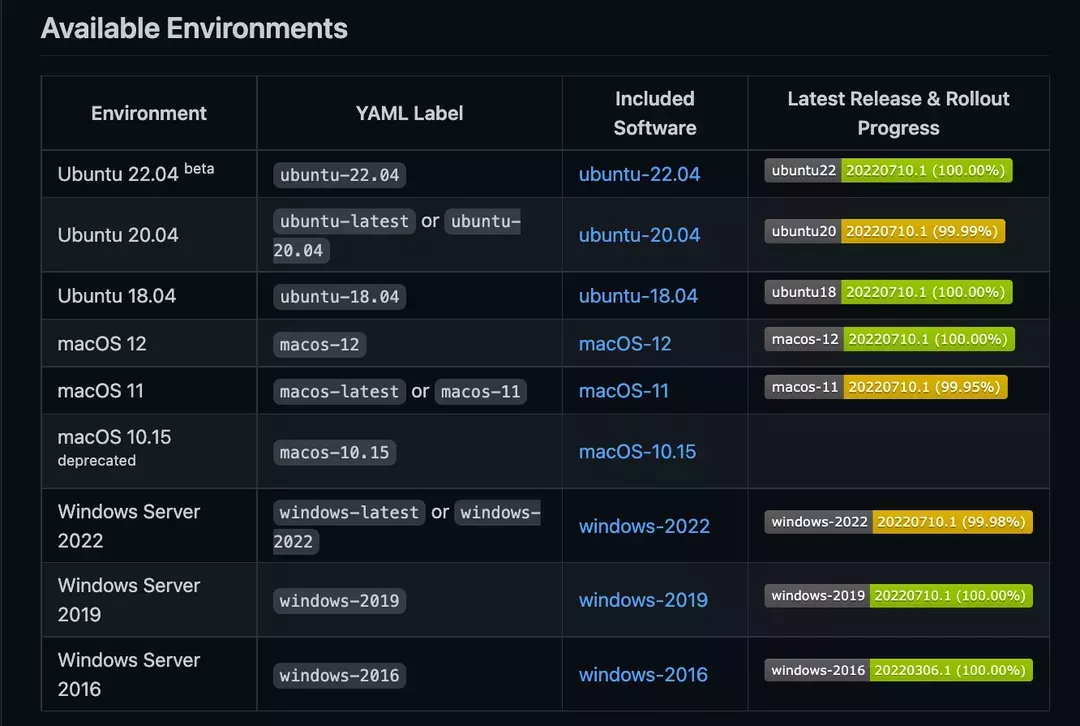 Available Environments
Environment
YAML Label
Included
Software
Latest Release & Rollout
Progress
Ubuntu 22.04 beta
ubuntu-22.04
ubuntu-22.04
ubuntu22 20220710.1 (100.00%)
Ubuntu 20.04
ubuntu-latest or ubuntu-
20.04
ubuntu-20.04
ubuntu20 20220710.1 (99.99%)
Ubuntu 18.04
ubuntu-18.04
ubuntu-18.04
ubuntu18 20220710.1 (100.00%)
macOS 12
macos-12
macOS-12
macos-12 20220710.1 (100.00%)
macOS 11
macos-latest or macos-11
macOS-11
macos-11 20220710.1 (99.95%)
macOS 10.15
deprecated
macos-10.15
macOS-10.15
Windows Server
2022
windows-latest or windows-
2022
windows-2022
windows-2022 20220710.1 (99.98%)
Windows Server
2019
windows-2019
windows-2019
windows-2019 20220710.1 (100.00%)
Windows Server
2016
windows-2016
windows-2016
windows-2016 20220306.1 (100.00%)